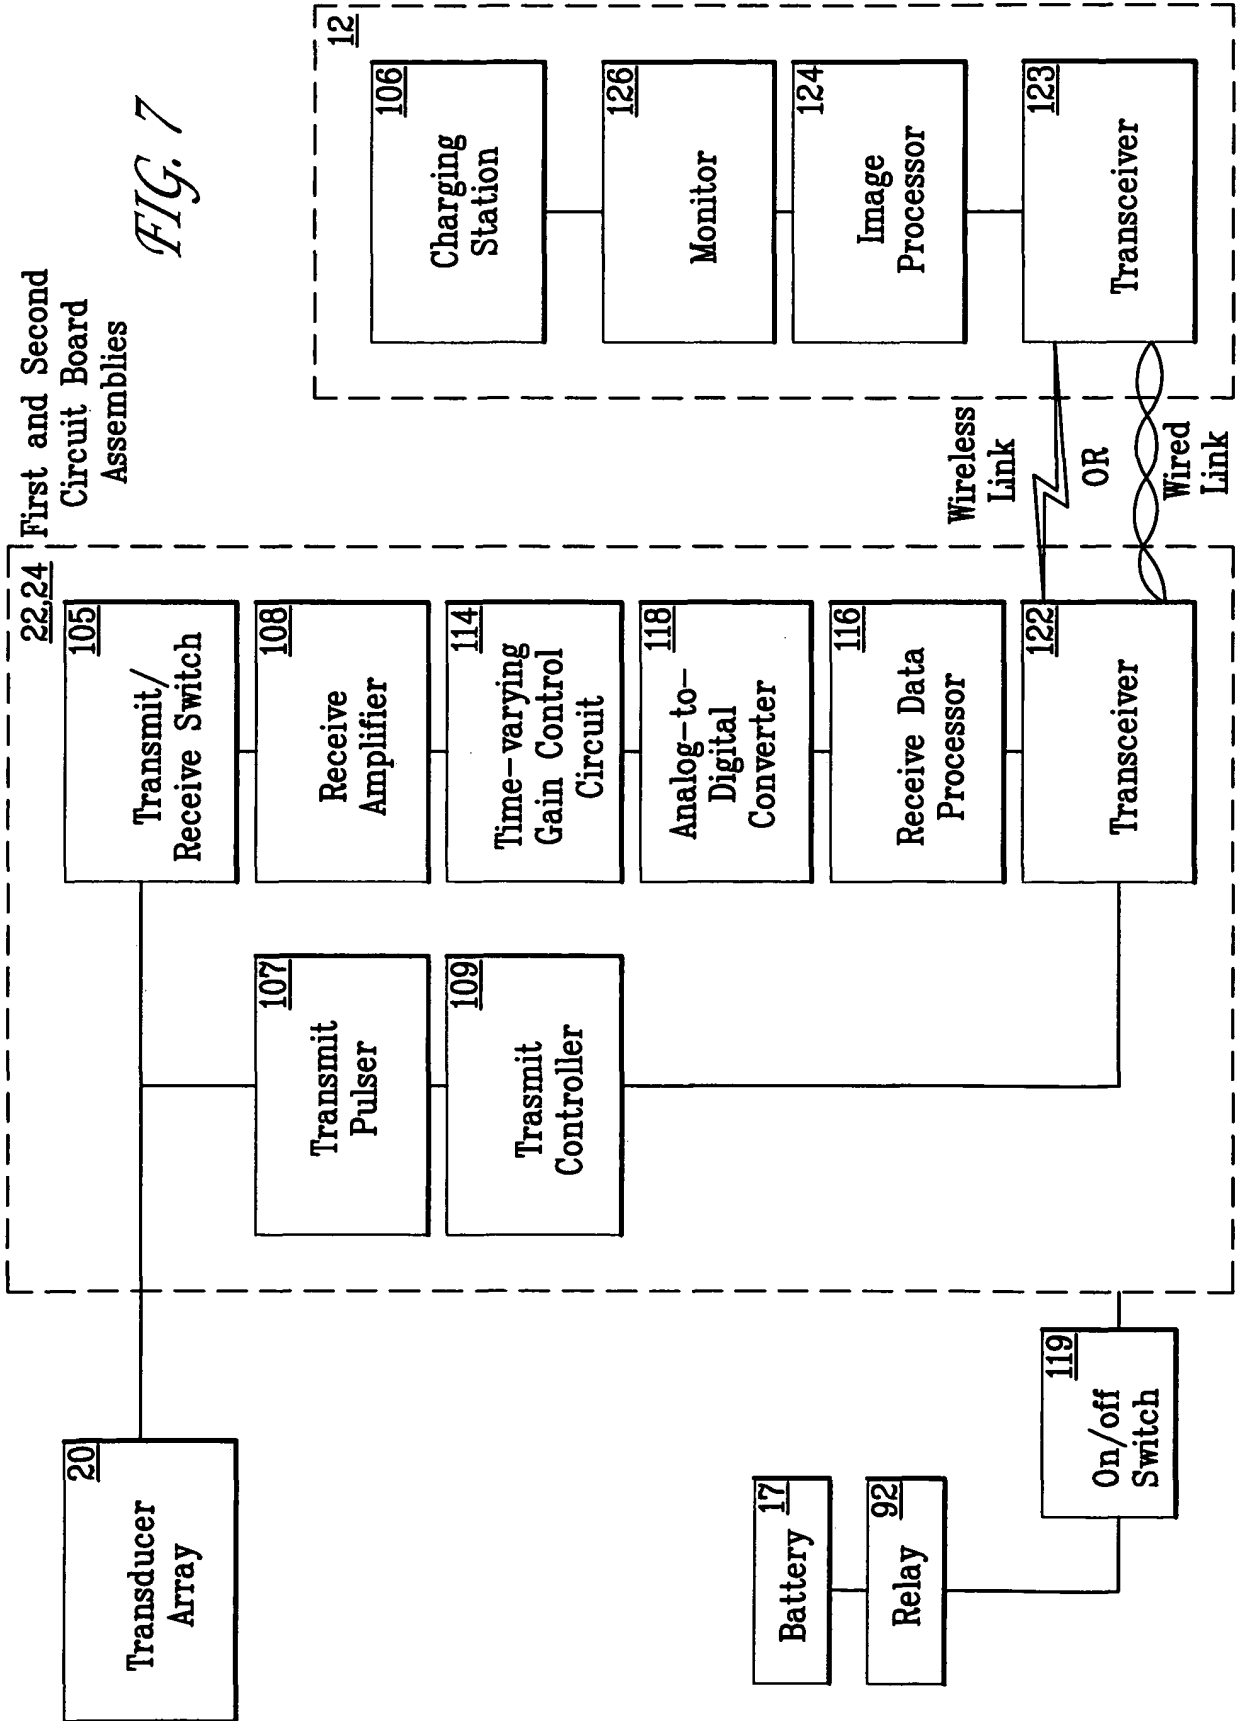 FIG. 7
20
Transducer
Array
17
Battery
92
Relay
119
On/off
Switch
22,24
First and Second
Circuit Board
Assemblies
107
Transmit
Pulser
109
Trasmit
Controller
105
Transmit/
Receive Switch
108
Receive
Amplifier
114
Time-varying
Gain Control
Circuit
118
Analog-to-
Digital
Converter
116
Receive Data
Processor
122
Transceiver
Wireless
Link
OR
Wired
Link
12
106
Charging
Station
126
Monitor
124
Image
Processor
123
Transceiver